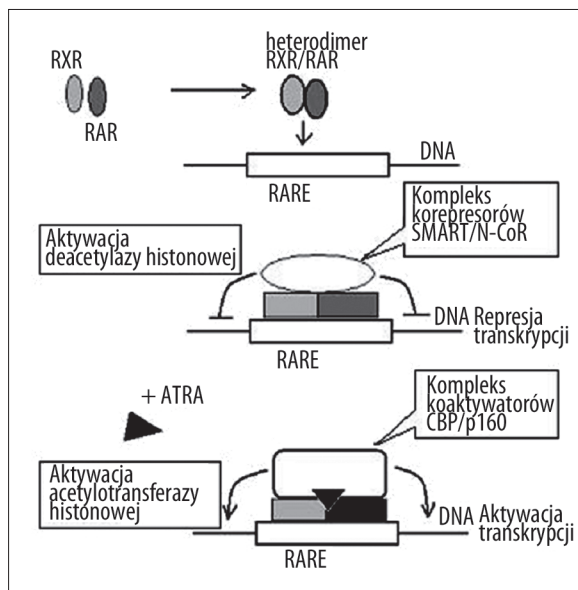 heterodimer
RXR
RXR/RAR
RAR
DNA
RARE
Kompleks
korepresorów
SMART/N-CoR
Aktywacja
deacetylazy histonowej
DNA Represja
transkrypcji
RARE
+ ATRA
Kompleks
koaktywatorów
CBP/p160
Aktywacja
acetylotransferazy
histonowej
DNA Aktywacja
transkrypcji
RARE